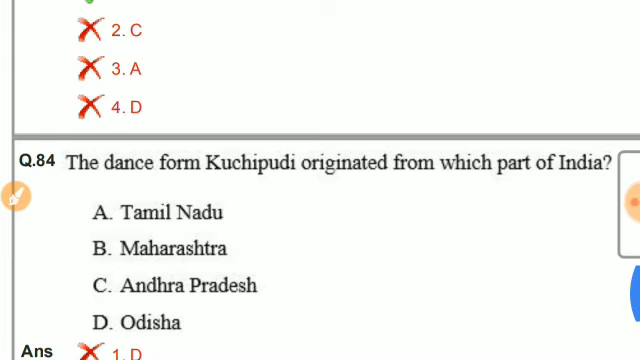 2. C
3. A
4. D
Q.84 The dance form Kuchipudi originated from which part of India?
A. Tamil Nadu
B. Maharashtra
C. Andhra Pradesh
D. Odisha
Ans 1. D